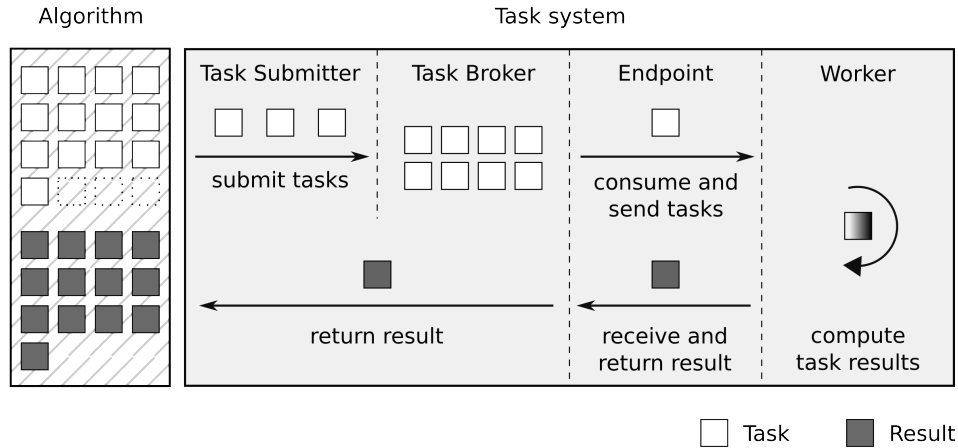 Algorithm
Task system
Task Submitter
Task Broker
Endpoint
Worker
submit tasks
consume and
send tasks
return result
receive and
return result
compute
task results
Task
Result